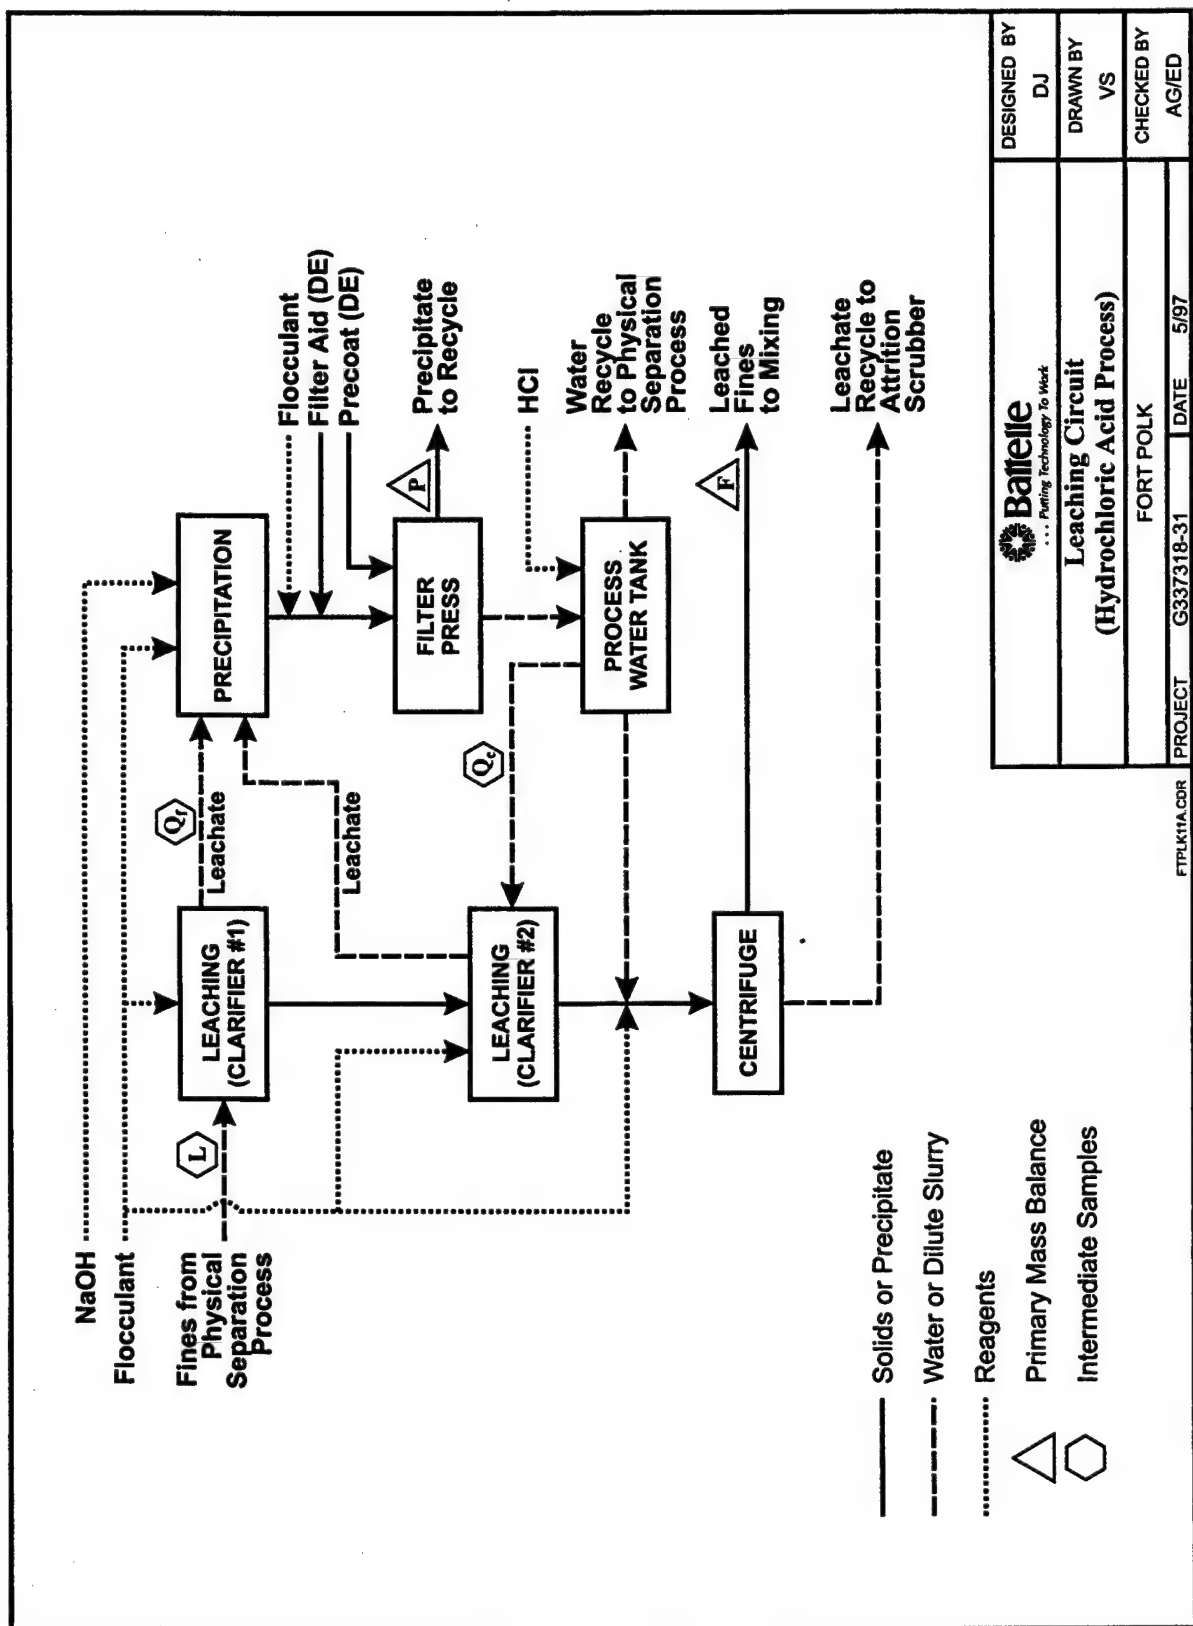 NaOH
Flocculant
Fines from
Physical
Separation
Process
L
LEACHING
(CLARIFIER #1)
Qf
Leachate
PRECIPITATION
Flocculant
Filter Aid (DE)
Precoat (DE)
Leachate
FILTER
PRESS
P
Precipitate
to Recycle
LEACHING
(CLARIFIER #2)
Qc
PROCESS
WATER TANK
HCl
Water
Recycle
to Physical
Separation
Process
CENTRIFUGE
F
Leached
Fines
to Mixing
Leachate
Recycle to
Attrition
Scrubber
Solids or Precipitate
Water or Dilute Slurry
Reagents
Primary Mass Balance
Intermediate Samples
Battelle
. . . Putting Technology To Work
DESIGNED BY
DJ
Leaching Circuit
(Hydrochloric Acid Process)
DRAWN BY
VS
FORT POLK
CHECKED BY
AG/ED
PROJECT G337318-31 DATE 5/97
FTPLK11A.CDR